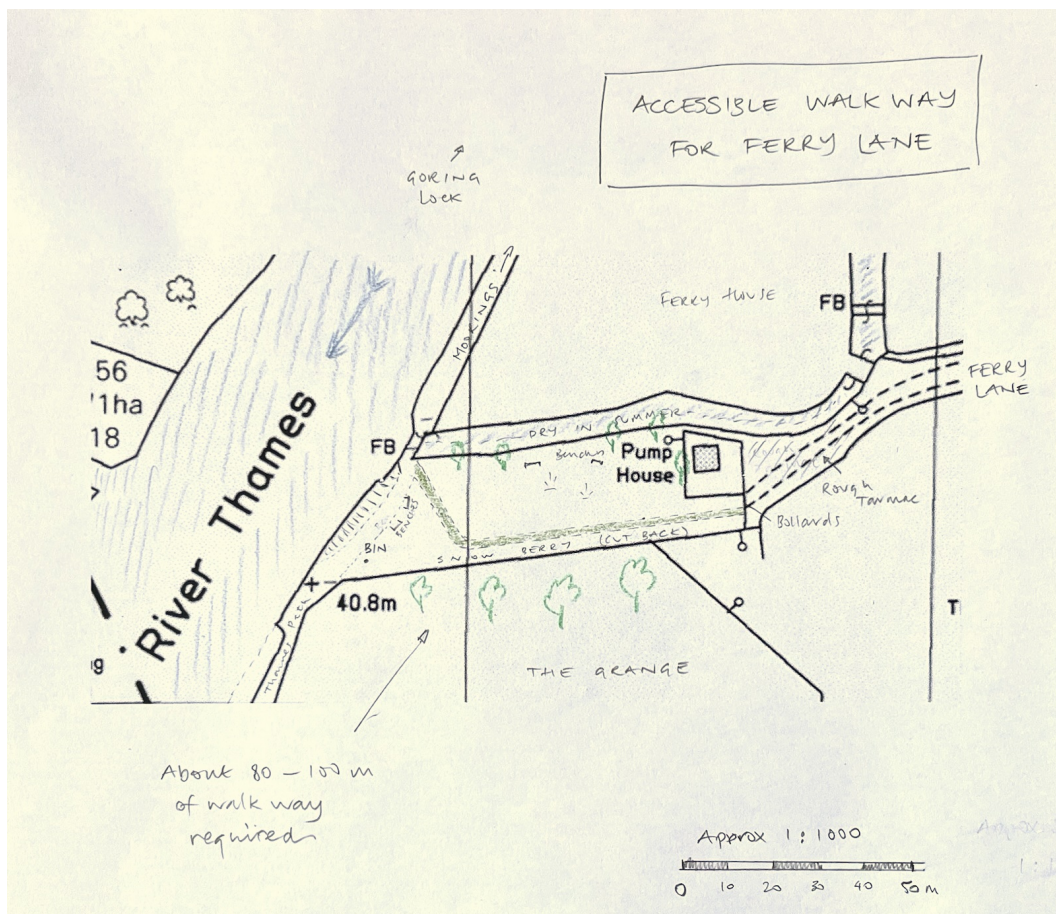 ACCESSIBLE WALK WAY
FOR FERRY LANE
GORING
Lock
FERRY HOUSE
FB
MOORINGS
56
'1ha
18
FERRY
LANE
DRY IN SUMMER
FB
Benches
Pump
House
Rough
Tarmac
Bollards
BENCHES
BIN
SNOW BERRY (CUT BACK)
River Thames
40.8m
Thames Path
THE GRANGE
About 80 – 100 m
of walk way
required
Approx 1:1000
0 10 20 30 40 50 m
Approx